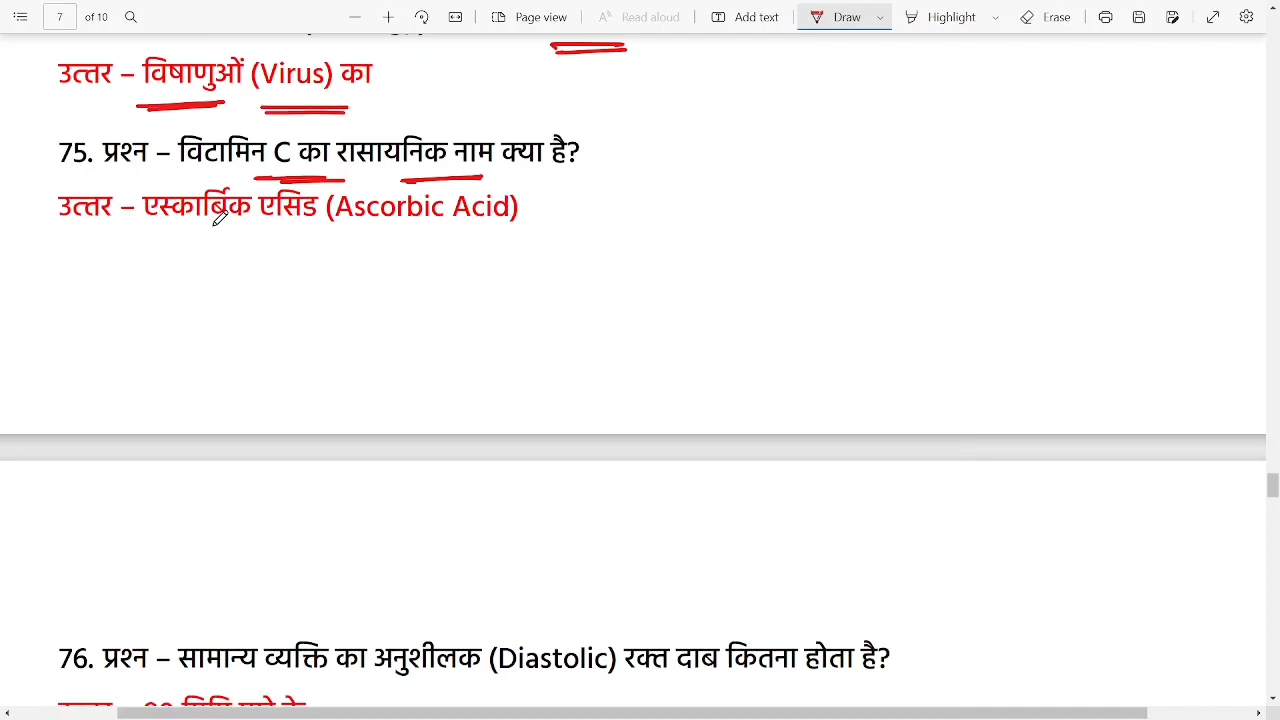 7 of 10 Page view Read aloud Add text Draw Highlight Erase
उत्तर – विषाणुओं (Virus) का
75. प्रश्न – विटामिन C का रासायनिक नाम क्या है?
उत्तर – एस्कार्बिक एसिड (Ascorbic Acid)
76. प्रश्न – सामान्य व्यक्ति का अनुशीलक (Diastolic) रक्त दाब कितना होता है?